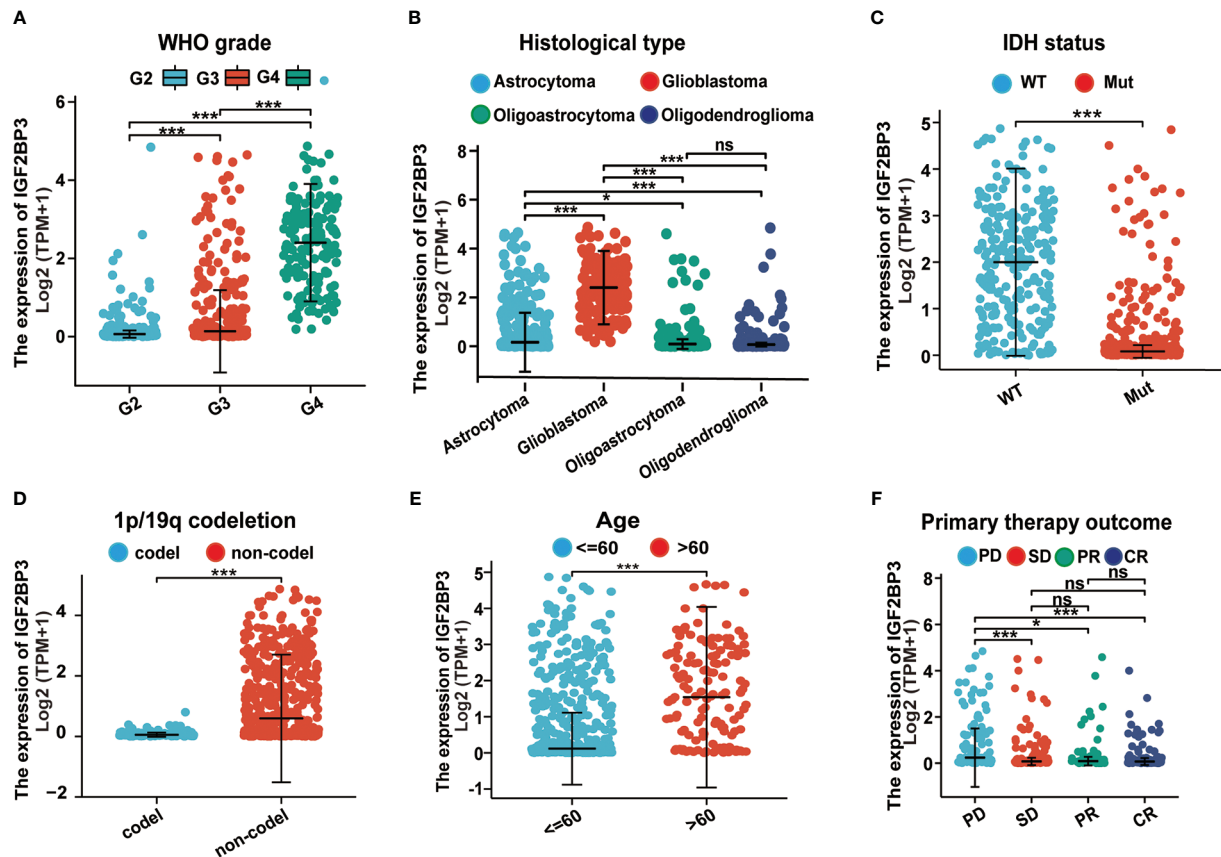 A
WHO grade
G2 G3 G4
The expression of IGF2BP3
Log2 (TPM+1)
6
4
2
0
***
***
***
G2
G3
G4
B
Histological type
Astrocytoma Glioblastoma
Oligoastrocytoma Oligodendroglioma
The expression of IGF2BP3
Log2 (TPM+1)
8
6
4
2
0
ns
***
***
***
*
***
Astrocytoma
Glioblastoma
Oligoastrocytoma
Oligodendroglioma
C
IDH status
WT Mut
The expression of IGF2BP3
Log2 (TPM+1)
5
4
3
2
1
0
***
WT
Mut
D
1p/19q codeletion
codel non-codel
The expression of IGF2BP3
Log2 (TPM+1)
4
2
0
−2
***
codel
non-codel
E
Age
<=60 >60
The expression of IGF2BP3
Log2 (TPM+1)
5
4
3
2
1
0
-1
***
<=60
>60
F
Primary therapy outcome
PD SD PR CR
The expression of IGF2BP3
Log2 (TPM+1)
8
6
4
2
0
ns
ns
ns
***
*
***
PD
SD
PR
CR